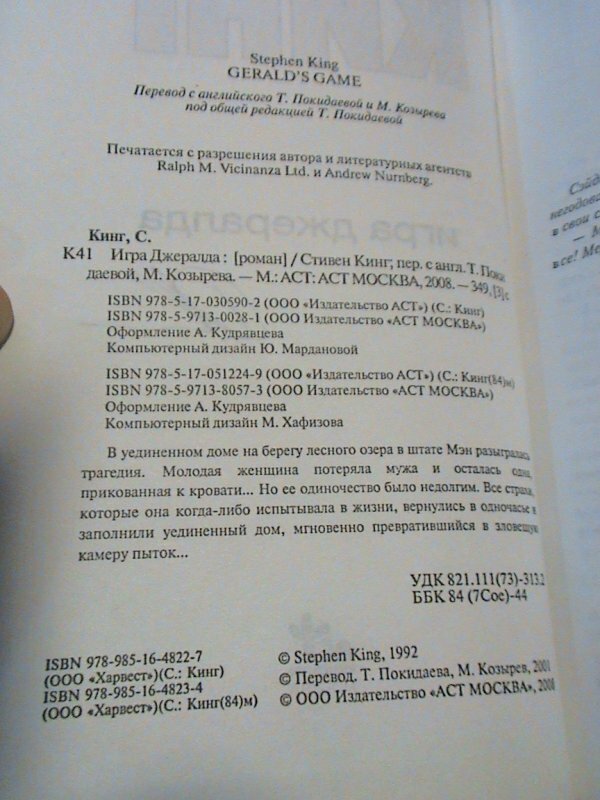 Stephen King
GERALD'S GAME
Перевод с английского Т. Покидаевой и М. Козырева
под общей редакцией Т. Покидаевой
Печатается с разрешения автора и литературных агентств
Ralph M. Vicinanza Ltd. и Andrew Nurnberg.
игра джералда
Кинг, С.
К41 Игра Джералда : [роман] / Стивен Кинг; пер. с англ. Т. Поки
даевой, М. Козырева. — М.: АСТ: АСТ МОСКВА, 2008. — 349, [3] с
ISBN 978-5-17-030590-2 (ООО «Издательство АСТ») (С.: Кинг)
ISBN 978-5-9713-0028-1 (ООО Издательство «АСТ МОСКВА»)
Оформление А. Кудрявцева
Компьютерный дизайн Ю. Мардановой
ISBN 978-5-17-051224-9 (ООО «Издательство АСТ») (С.: Кинг(84)м)
ISBN 978-5-9713-8057-3 (ООО Издательство «АСТ МОСКВА»)
Оформление А. Кудрявцева
Компьютерный дизайн М. Хафизова
В уединенном доме на берегу лесного озера в штате Мэн разыгралась
трагедия. Молодая женщина потеряла мужа и осталась одна,
прикованная к кровати... Но ее одиночество было недолгим. Все страхи,
которые она когда-либо испытывала в жизни, вернулись в одночасье и
заполнили уединенный дом, мгновенно превратившийся в зловещую
камеру пыток...
УДК 821.111(73)-313.2
ББК 84 (7Сое)-44
ISBN 978-985-16-4822-7
(ООО «Харвест»)(С.: Кинг)
ISBN 978-985-16-4823-4
(ООО «Харвест»)(С.: Кинг(84)м)
© Stephen King, 1992
© Перевод. Т. Покидаева, М. Козырев, 2001
© ООО Издательство «АСТ МОСКВА», 2008
Сэйд
негодова
в свои с
— М
все! Ме